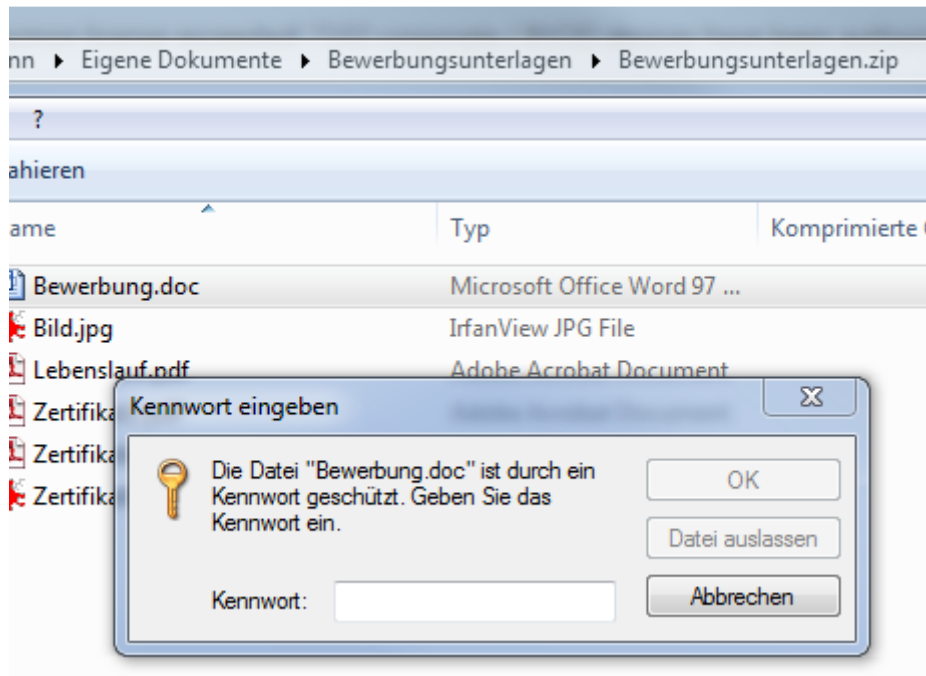 nn ▸ Eigene Dokumente ▸ Bewerbungsunterlagen ▸ Bewerbungsunterlagen.zip
?
ahieren
ame Typ Komprimierte
Bewerbung.doc Microsoft Office Word 97 ...
Bild.jpg IrfanView JPG File
Lebenslauf.pdf Adobe Acrobat Document
Zertifika
Zertifika
Zertifika
Kennwort eingeben
Die Datei "Bewerbung.doc" ist durch ein
Kennwort geschützt. Geben Sie das
Kennwort ein.
Kennwort:
OK
Datei auslassen
Abbrechen